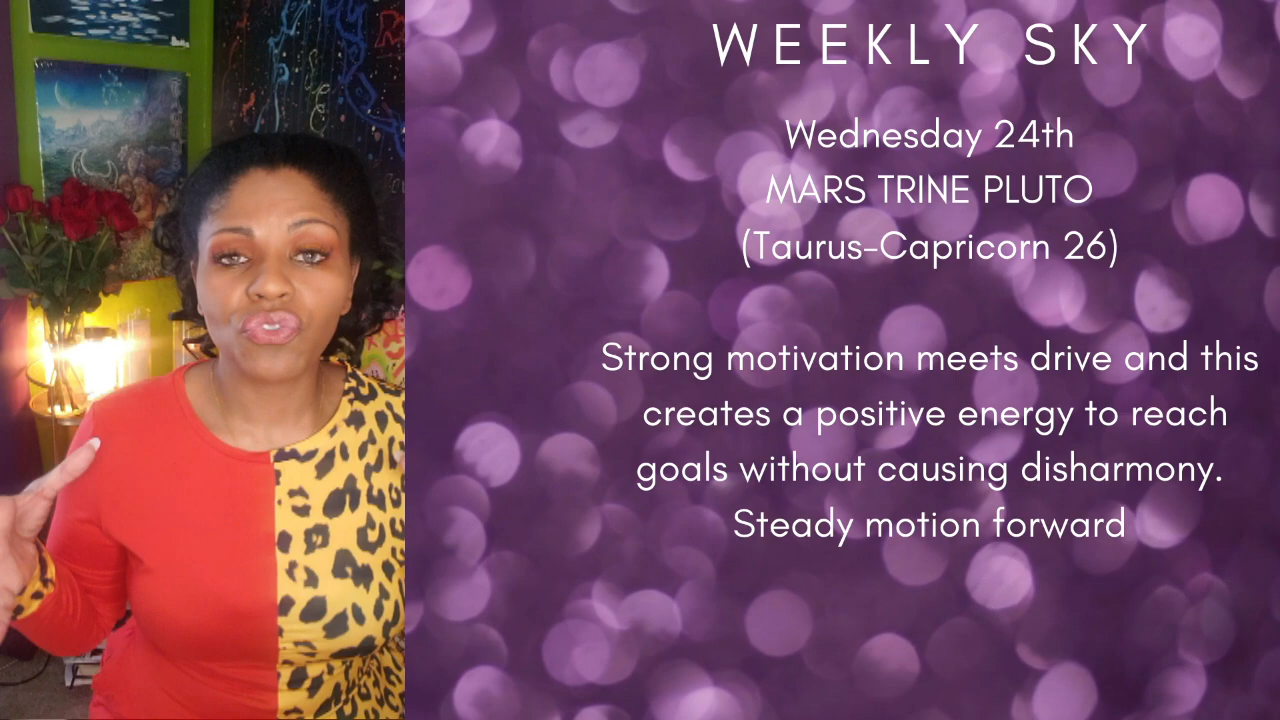 WEEKLY SKY
Wednesday 24th
MARS TRINE PLUTO
(Taurus-Capricorn 26)
Strong motivation meets drive and this
creates a positive energy to reach
goals without causing disharmony.
Steady motion forward